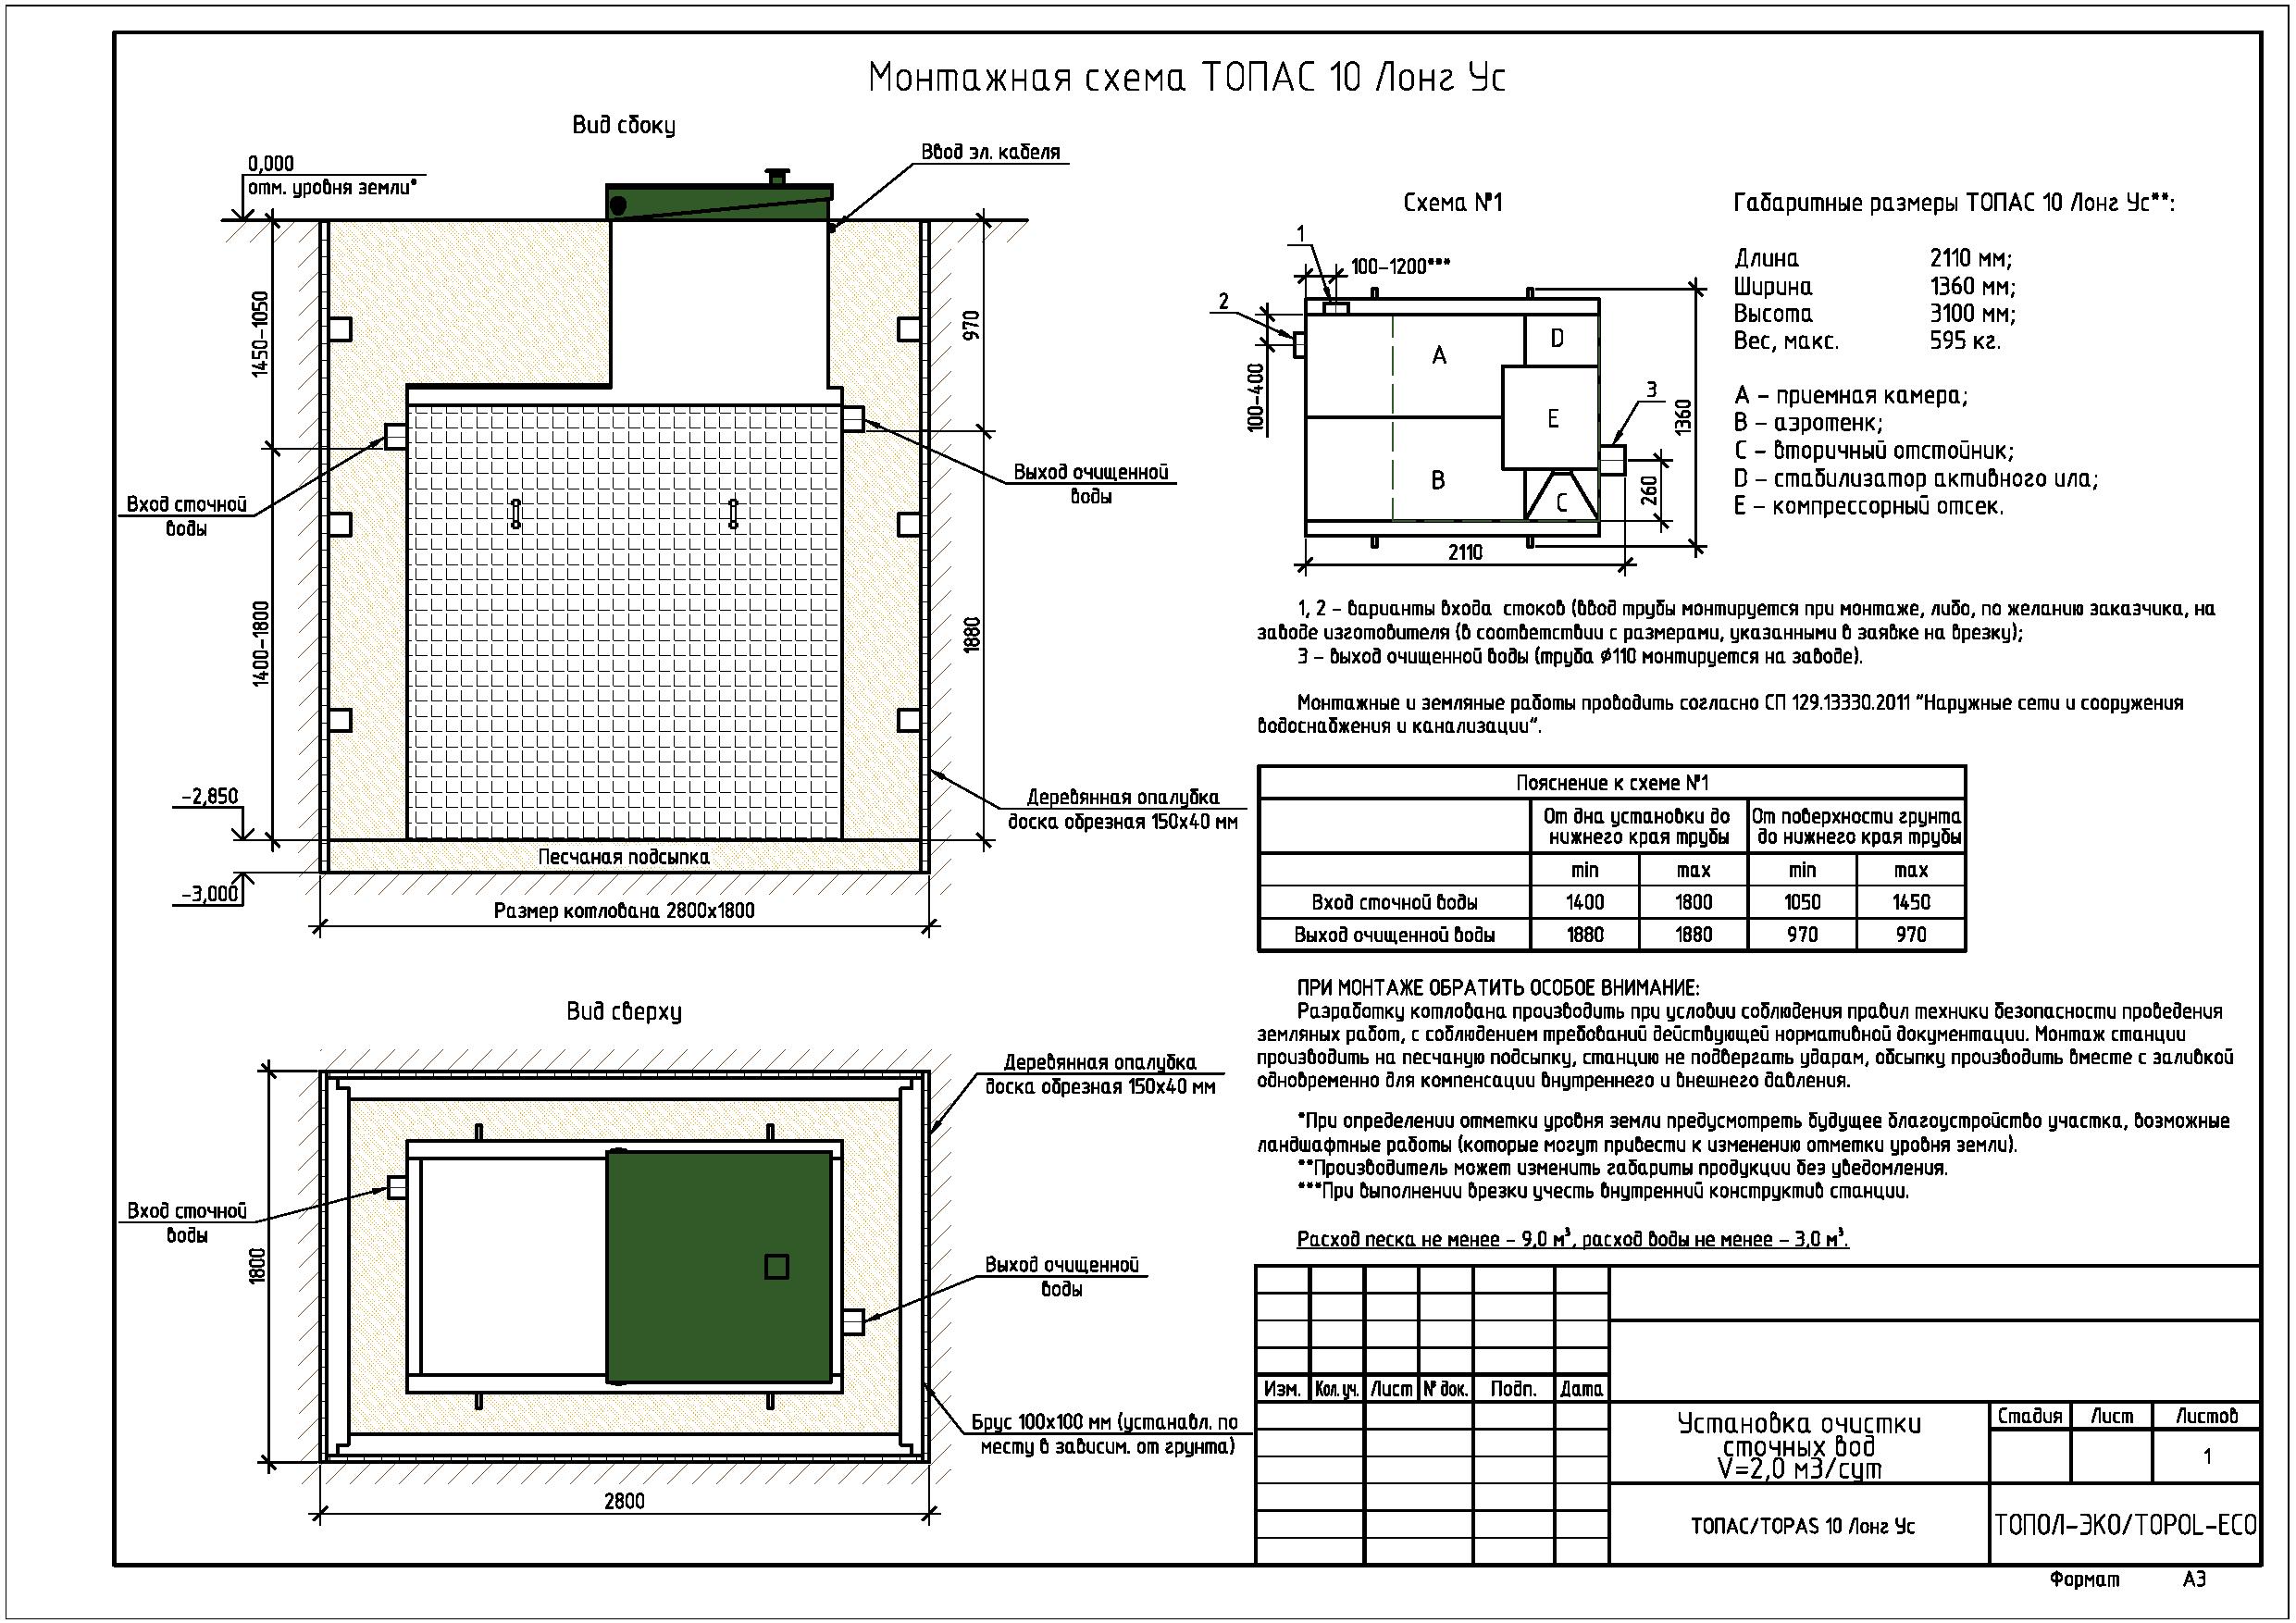 Монтажная схема ТОПАС 10 Лонг Ус
Вид сбоку
0,000
отм. уровня земли*
Ввод эл. кабеля
1450-1050
970
Вход сточной
воды
Выход очищенной
воды
1400-1800
1880
-2,850
Деревянная опалубка
доска обрезная 150х40 мм
Песчаная подсыпка
-3,000
Размер котлована 2800х1800
Вид сверху
Деревянная опалубка
доска обрезная 150х40 мм
Вход сточной
воды
1800
Выход очищенной
воды
Брус 100х100 мм (устанавл. по
месту в зависим. от грунта)
2800
Схема №1
1
100-1200***
2
100-400
A
D
E
3
B
C
1360
260
2110
Габаритные размеры ТОПАС 10 Лонг Ус**:
Длина 2110 мм;
Ширина 1360 мм;
Высота 3100 мм;
Вес, макс. 595 кг.
А - приемная камера;
В - аэротенк;
С - вторичный отстойник;
D - стабилизатор активного ила;
Е - компрессорный отсек.
1, 2 - варианты входа стоков (ввод трубы монтируется при монтаже, либо, по желанию заказчика, на
заводе изготовителя (в соответствии с размерами, указанными в заявке на врезку);
3 - выход очищенной воды (труба ⌀110 монтируется на заводе).
Монтажные и земляные работы проводить согласно СП 129.13330.2011 "Наружные сети и сооружения
водоснабжения и канализации".
Пояснение к схеме №1
От дна установки до нижнего края трубы От поверхности грунта до нижнего края трубы
min max min max
Вход сточной воды 1400 1800 1050 1450
Выход очищенной воды 1880 1880 970 970
ПРИ МОНТАЖЕ ОБРАТИТЬ ОСОБОЕ ВНИМАНИЕ:
Разработку котлована производить при условии соблюдения правил техники безопасности проведения
земляных работ, с соблюдением требований действующей нормативной документации. Монтаж станции
производить на песчаную подсыпку, станцию не подвергать ударам, обсыпку производить вместе с заливкой
одновременно для компенсации внутреннего и внешнего давления.
*При определении отметки уровня земли предусмотреть будущее благоустройство участка, возможные
ландшафтные работы (которые могут привести к изменению отметки уровня земли).
**Производитель может изменить габариты продукции без уведомления.
***При выполнении врезки учесть внутренний конструктив станции.
Расход песка не менее - 9,0 м³, расход воды не менее - 3,0 м³.
Изм. Кол.уч. Лист № док. Подп. Дата
Установка очистки
сточных вод
V=2,0 м3/сут
Стадия Лист Листов
1
ТОПАС/TOPAS 10 Лонг Ус
ТОПОЛ-ЭКО/TOPOL-ECO
Формат А3